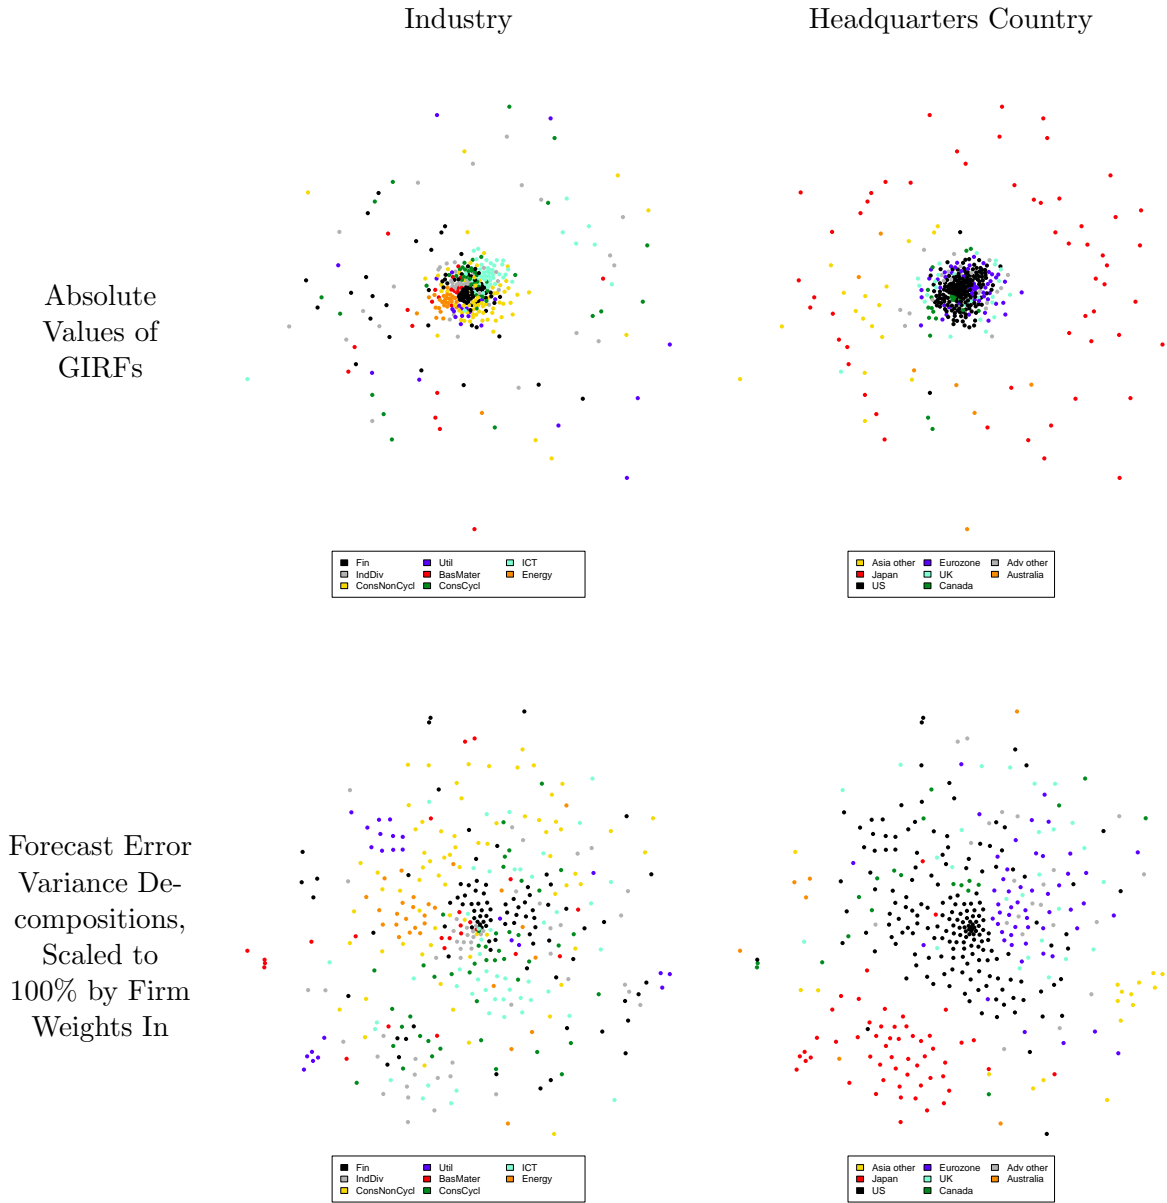 Industry
Headquarters Country
Absolute
Values of
GIRFs
Fin Util ICT
IndDiv BasMater Energy
ConsNonCycl ConsCycl
Asia other Eurozone Adv other
Japan UK Australia
US Canada
Forecast Error
Variance De-
compositions,
Scaled to
100% by Firm
Weights In
Fin Util ICT
IndDiv BasMater Energy
ConsNonCycl ConsCycl
Asia other Eurozone Adv other
Japan UK Australia
US Canada